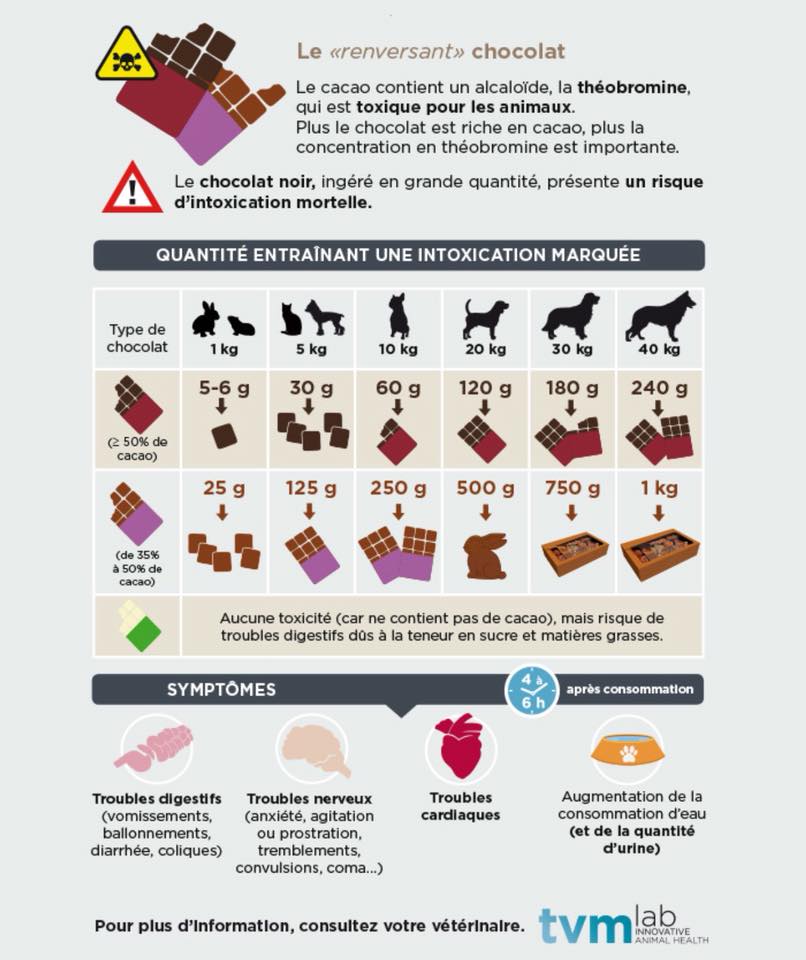 Le «renversant» chocolat
Le cacao contient un alcaloïde, la théobromine,
qui est toxique pour les animaux.
Plus le chocolat est riche en cacao, plus la
concentration en théobromine est importante.
Le chocolat noir, ingéré en grande quantité, présente un risque
d'intoxication mortelle.
QUANTITÉ ENTRAÎNANT UNE INTOXICATION MARQUÉE
Type de
chocolat
1 kg
5 kg
10 kg
20 kg
30 kg
40 kg
(≥ 50% de
cacao)
5-6 g
30 g
60 g
120 g
180 g
240 g
(de 35%
à 50% de
cacao)
25 g
125 g
250 g
500 g
750 g
1 kg
Aucune toxicité (car ne contient pas de cacao), mais risque de
troubles digestifs dûs à la teneur en sucre et matières grasses.
SYMPTÔMES
4 à
6 h
après consommation
Troubles digestifs
(vomissements,
ballonnements,
diarrhée, coliques)
Troubles nerveux
(anxiété, agitation
ou prostration,
tremblements,
convulsions, coma...)
Troubles
cardiaques
Augmentation de la
consommation d'eau
(et de la quantité
d'urine)
Pour plus d'information, consultez votre vétérinaire.
tvm lab
INNOVATIVE
ANIMAL HEALTH